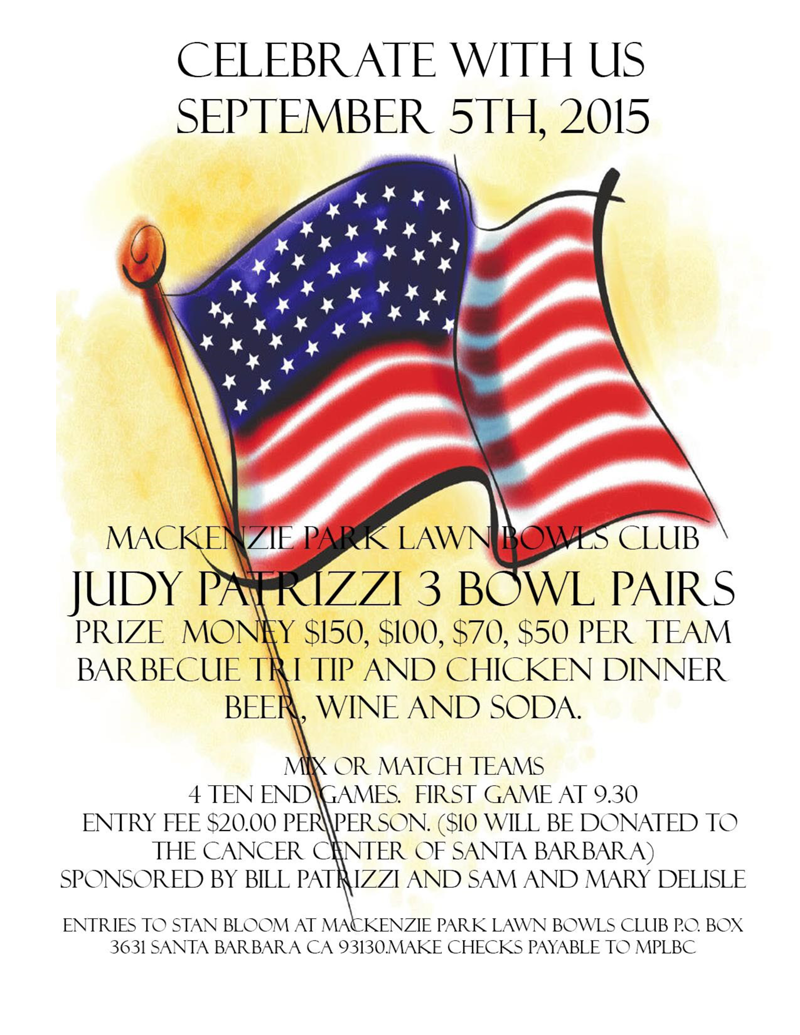 CELEBRATE WITH US
SEPTEMBER 5TH, 2015
MACKENZIE PARK LAWN BOWLS CLUB
JUDY PATRIZZI 3 BOWL PAIRS
PRIZE MONEY $150, $100, $70, $50 PER TEAM
BARBECUE TRI TIP AND CHICKEN DINNER
BEER, WINE AND SODA.
MIX OR MATCH TEAMS
4 TEN END GAMES. FIRST GAME AT 9.30
ENTRY FEE $20.00 PER PERSON. ($10 WILL BE DONATED TO
THE CANCER CENTER OF SANTA BARBARA)
SPONSORED BY BILL PATRIZZI AND SAM AND MARY DELISLE
ENTRIES TO STAN BLOOM AT MACKENZIE PARK LAWN BOWLS CLUB P.O. BOX
3631 SANTA BARBARA CA 93130.MAKE CHECKS PAYABLE TO MPLBC